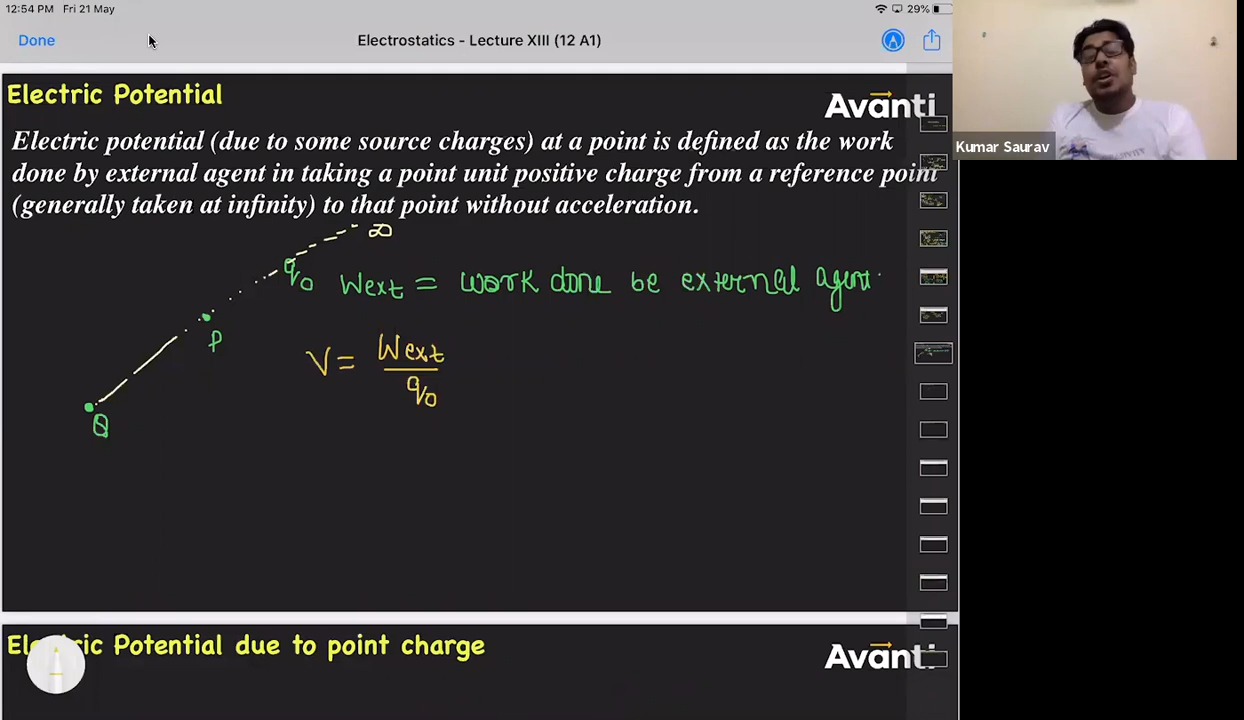 12:54 PM Fri 21 May
29%
Done
Electrostatics - Lecture XIII (12 A1)
Kumar Saurav
Electric Potential
Avanti
Electric potential (due to some source charges) at a point is defined as the work
done by external agent in taking a point unit positive charge from a reference point
(generally taken at infinity) to that point without acceleration.
∞
q0 Wext = work done be external agent.
P
V = Wext / q0
Q
Electric Potential due to point charge
Avanti